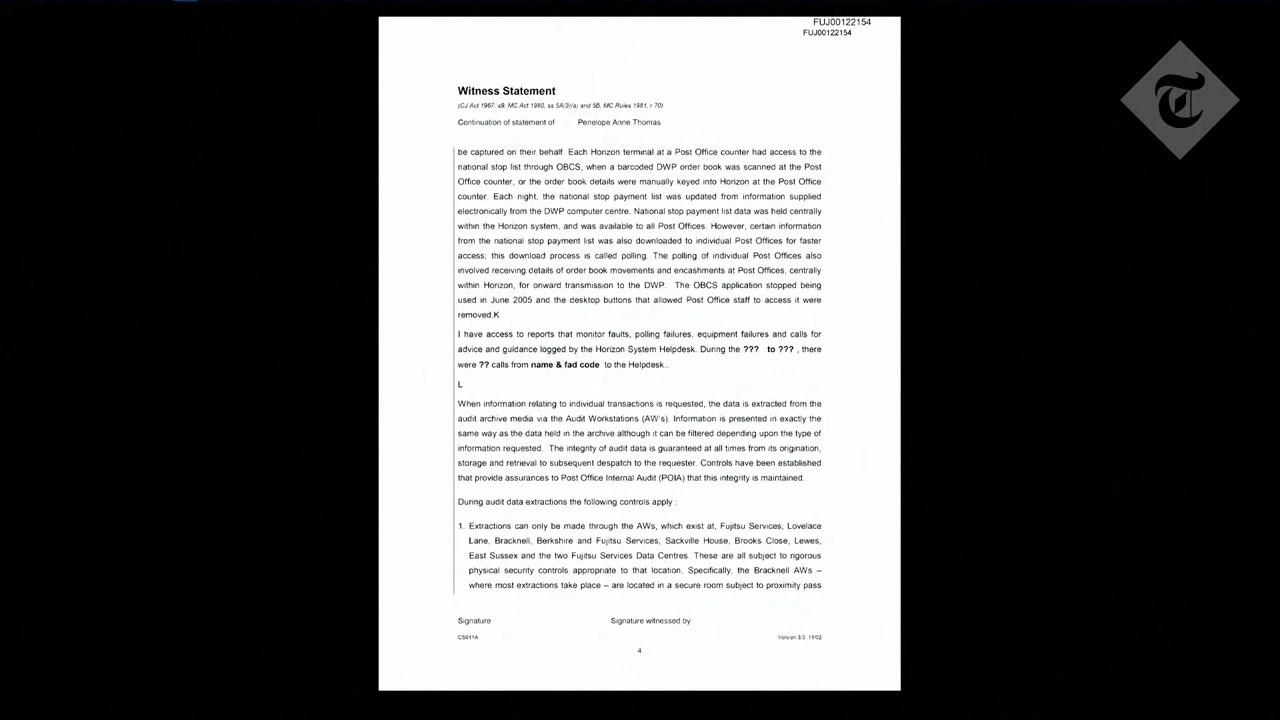 FUJ00122154
FUJ00122154
Witness Statement
(CJ Act 1967, s9, MC Act 1980, ss 5A(3)(a) and 5B, MC Rules 1981, r 70)
Continuation of statement of Penelope Anne Thomas
be captured on their behalf. Each Horizon terminal at a Post Office counter had access to the
national stop list through OBCS, when a barcoded DWP order book was scanned at the Post
Office counter, or the order book details were manually keyed into Horizon at the Post Office
counter. Each night, the national stop payment list was updated from information supplied
electronically from the DWP computer centre. National stop payment list data was held centrally
within the Horizon system, and was available to all Post Offices. However, certain information
from the national stop payment list was also downloaded to individual Post Offices for faster
access; this download process is called polling. The polling of individual Post Offices also
involved receiving details of order book movements and encashments at Post Offices, centrally
within Horizon, for onward transmission to the DWP. The OBCS application stopped being
used in June 2005 and the desktop buttons that allowed Post Office staff to access it were
removed.K
I have access to reports that monitor faults, polling failures, equipment failures and calls for
advice and guidance logged by the Horizon System Helpdesk. During the ??? to ??? , there
were ?? calls from name & fad code to the Helpdesk..
L
When information relating to individual transactions is requested, the data is extracted from the
audit archive media via the Audit Workstations (AW's). Information is presented in exactly the
same way as the data held in the archive although it can be filtered depending upon the type of
information requested. The integrity of audit data is guaranteed at all times from its origination,
storage and retrieval to subsequent despatch to the requester. Controls have been established
that provide assurances to Post Office Internal Audit (POIA) that this integrity is maintained.
During audit data extractions the following controls apply :
1. Extractions can only be made through the AWs, which exist at, Fujitsu Services, Lovelace
Lane, Bracknell, Berkshire and Fujitsu Services, Sackville House, Brooks Close, Lewes,
East Sussex and the two Fujitsu Services Data Centres. These are all subject to rigorous
physical security controls appropriate to that location. Specifically, the Bracknell AWs –
where most extractions take place – are located in a secure room subject to proximity pass
Signature Signature witnessed by
CS011A Version 3.0 11/02
4
T